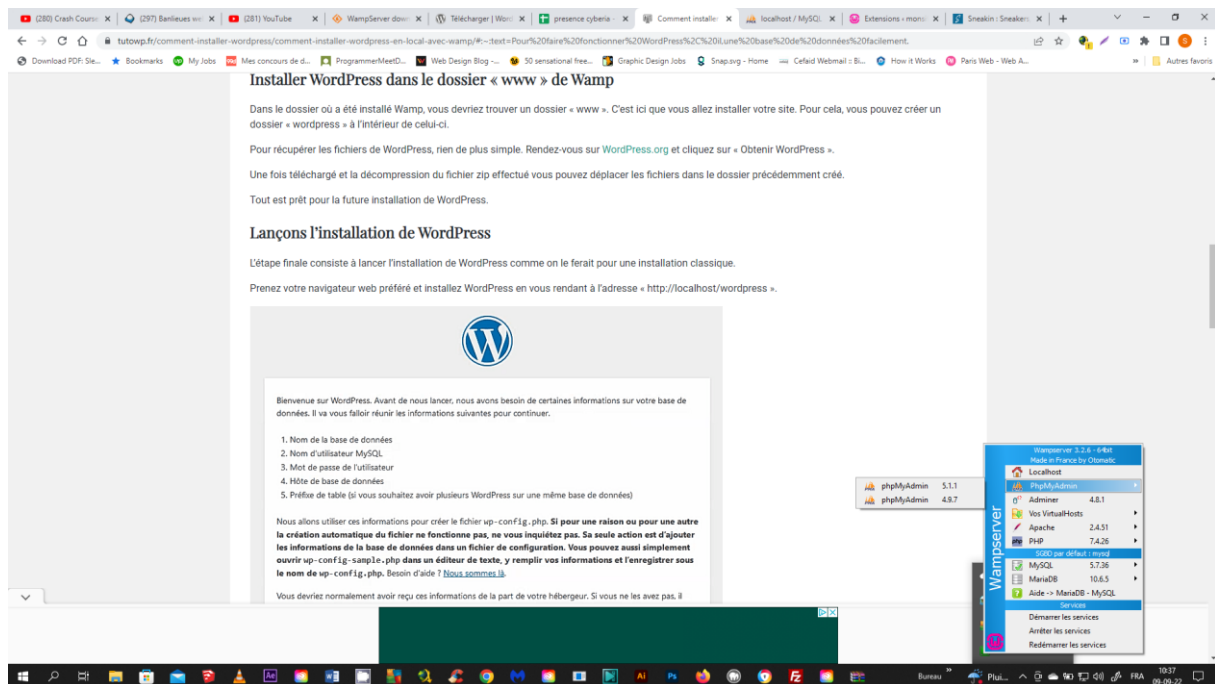 (280) Crash Course
(297) Banlieues we
(281) YouTube
WampServer down
Télécharger | Word
presence cyberia -
Comment installer
localhost / MySQL
Extensions ‹ mons
Sneakin : Sneakers
tutowp.fr/comment-installer-wordpress/comment-installer-wordpress-en-local-avec-wamp/#:~:text=Pour%20faire%20fonctionner%20WordPress%2C%20il,une%20base%20de%20données%20facilement.
Download PDF: Sle...
Bookmarks
My Jobs
Mes concours de d...
ProgrammerMeetD...
Web Design Blog -...
50 sensational free...
Graphic Design Jobs
Snap.svg - Home
Cefaid Webmail :: Bi...
How it Works
Paris Web - Web A...
»
Autres favoris
Installer WordPress dans le dossier « www » de Wamp
Dans le dossier où a été installé Wamp, vous devriez trouver un dossier « www ». C'est ici que vous allez installer votre site. Pour cela, vous pouvez créer un
dossier « wordpress » à l'intérieur de celui-ci.
Pour récupérer les fichiers de WordPress, rien de plus simple. Rendez-vous sur WordPress.org et cliquez sur « Obtenir WordPress ».
Une fois téléchargé et la décompression du fichier zip effectué vous pouvez déplacer les fichiers dans le dossier précédemment créé.
Tout est prêt pour la future installation de WordPress.
Lançons l'installation de WordPress
L'étape finale consiste à lancer l'installation de WordPress comme on le ferait pour une installation classique.
Prenez votre navigateur web préféré et installez WordPress en vous rendant à l'adresse « http://localhost/wordpress ».
Bienvenue sur WordPress. Avant de nous lancer, nous avons besoin de certaines informations sur votre base de
données. Il va vous falloir réunir les informations suivantes pour continuer.
1. Nom de la base de données
2. Nom d'utilisateur MySQL
3. Mot de passe de l'utilisateur
4. Hôte de base de données
5. Préfixe de table (si vous souhaitez avoir plusieurs WordPress sur une même base de données)
Nous allons utiliser ces informations pour créer le fichier wp-config.php. Si pour une raison ou pour une autre
la création automatique du fichier ne fonctionne pas, ne vous inquiétez pas. Sa seule action est d'ajouter
les informations de la base de données dans un fichier de configuration. Vous pouvez aussi simplement
ouvrir wp-config-sample.php dans un éditeur de texte, y remplir vos informations et l'enregistrer sous
le nom de wp-config.php. Besoin d'aide ? Nous sommes là.
Vous devriez normalement avoir reçu ces informations de la part de votre hébergeur. Si vous ne les avez pas, il
phpMyAdmin 5.1.1
phpMyAdmin 4.9.7
Wampserver
Wampserver 3.2.6 - 64bit
Made in France by Otomatic
Localhost
PhpMyAdmin
Adminer 4.8.1
Vos VirtualHosts
Apache 2.4.51
PHP 7.4.26
SGBD par défaut : mysql
MySQL 5.7.36
MariaDB 10.6.5
Aide -> MariaDB - MySQL
Services
Démarrer les services
Arrêter les services
Redémarrer les services
Bureau
»
Plui...
FRA
10:37
09-09-22